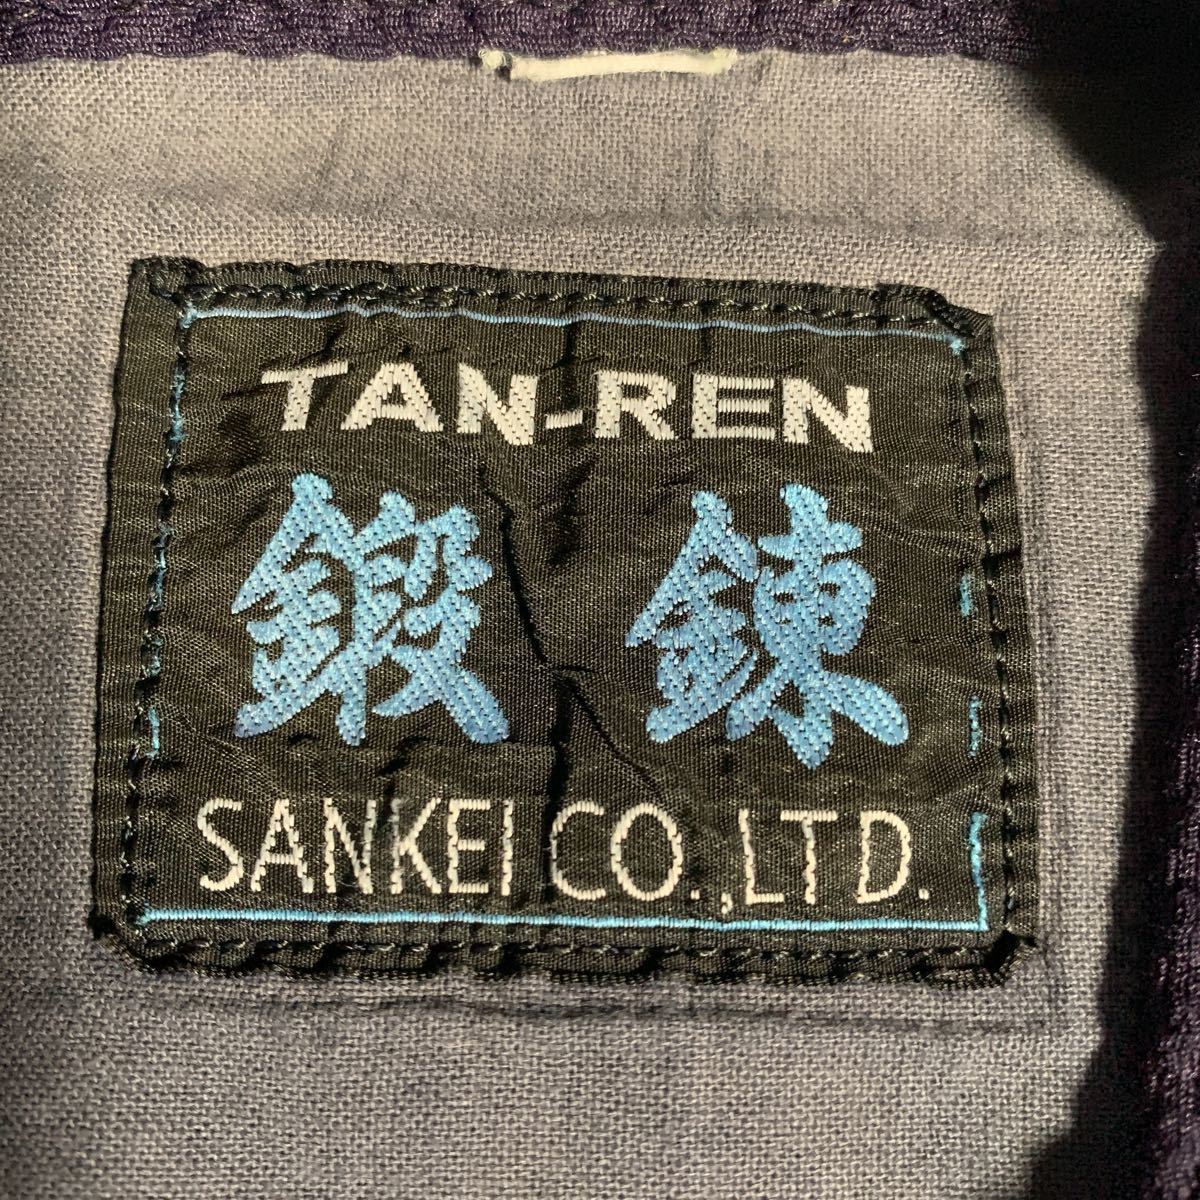 TAN-REN
鍛錬
SANKEI CO.,LTD.